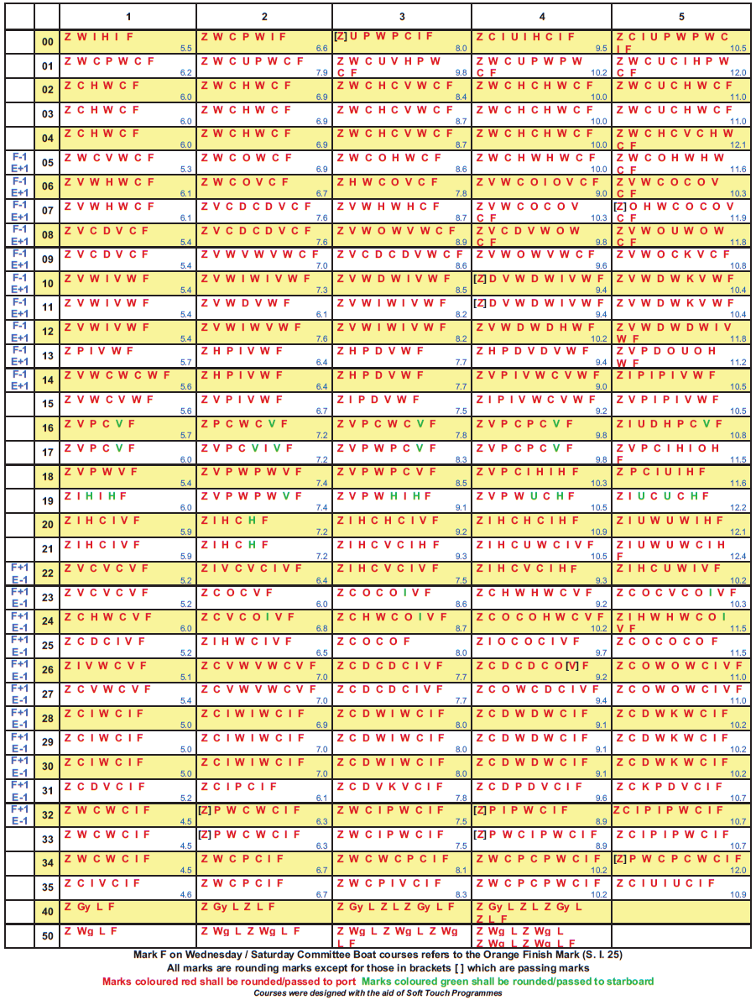 1 2 3 4 5
00 Z W I H I F 5.5 Z W C P W I F 6.6 [Z] U P W P C I F 8.0 Z C I U I H C I F 9.5 Z C I U P W P W C I F 10.5
01 Z W C P W C F 6.2 Z W C U P W C F 7.9 Z W C U V H P W C F 9.8 Z W C U P W P W C F 10.2 Z W C U C I H P W C F 12.0
02 Z C H W C F 6.0 Z W C H W C F 6.9 Z W C H C V W C F 8.4 Z W C H C H W C F 10.0 Z W C U C H W C F 11.0
03 Z C H W C F 6.0 Z W C H W C F 6.9 Z W C H C V W C F 8.7 Z W C H C H W C F 10.0 Z W C U C H W C F 11.0
04 Z C H W C F 6.0 Z W C H W C F 6.9 Z W C H C V W C F 8.7 Z W C H C H W C F 10.0 Z W C H C V C H W C F 12.1
F-1 E+1 05 Z W C V W C F 5.3 Z W C O W C F 6.9 Z W C O H W C F 8.6 Z W C H W H W C F 10.0 Z W C O H W H W C F 11.6
F-1 E+1 06 Z V W H W C F 6.1 Z W C O V C F 6.7 Z H W C O V C F 7.8 Z V W C O I O V C F 9.0 Z V W C O C O V C F 10.3
F-1 E+1 07 Z V W H W C F 6.1 Z V C D C D V C F 7.6 Z V W H W H C F 8.7 Z V W C O C O V C F 10.3 [Z] O H W C O C O V C F 11.9
F-1 E+1 08 Z V C D V C F 5.4 Z V C D C D V C F 7.6 Z V W O W V W C F 8.9 Z V C D V W O W C F 9.8 Z V W O U W O W C F 11.8
F-1 E+1 09 Z V C D V C F 5.4 Z V W V W V W C F 7.0 Z V C D C D V W C F 8.6 Z V W O W V W C F 9.6 Z V W O C K V C F 10.8
F-1 E+1 10 Z V W I V W F 5.4 Z V W I W I V W F 7.3 Z V W D W I V W F 8.5 [Z] D V W D W I V W F 9.4 Z V W D W K V W F 10.4
F-1 E+1 11 Z V W I V W F 5.4 Z V W D V W F 6.1 Z V W I W I V W F 8.2 [Z] D V W D W I V W F 9.4 Z V W D W K V W F 10.4
F-1 E+1 12 Z V W I V W F 5.4 Z V W I W V W F 7.6 Z V W I W I V W F 8.2 Z V W D W D H W F 10.2 Z V W D W D W I V W F 11.8
F-1 E+1 13 Z P I V W F 5.7 Z H P I V W F 6.4 Z H P D V W F 7.7 Z H P D V D V W F 9.4 Z V P D O U O H W F 11.2
F-1 E+1 14 Z V W C W C W F 5.6 Z H P I V W F 6.4 Z H P D V W F 7.7 Z V P I V W C V W F 9.0 Z I P I P I V W F 10.5
15 Z V W C V W F 5.6 Z V P I V W F 6.7 Z I P D V W F 7.5 Z I P I V W C V W F 9.2 Z V P I P I V W F 10.5
16 Z V P C V F 5.7 Z P C W C V F 7.2 Z V P C W C V F 7.8 Z V P C P C V F 9.8 Z I U D H P C V F 10.8
17 Z V P C V F 6.0 Z V P C V I V F 7.2 Z V P W P C V F 8.3 Z V P C P C V F 9.8 Z V P C I H I O H F 11.5
18 Z V P W V F 5.4 Z V P W P W V F 7.4 Z V P W P C V F 8.5 Z V P C I H I H F 10.3 Z P C I U I H F 11.6
19 Z I H I H F 6.0 Z V P W P W V F 7.4 Z V P W H I H F 9.1 Z V P W U C H F 10.5 Z I U C U C H F 12.2
20 Z I H C I V F 5.9 Z I H C H F 7.2 Z I H C H C I V F 9.2 Z I H C H C I H F 10.9 Z I U W U W I H F 12.1
21 Z I H C I V F 5.9 Z I H C H F 7.2 Z I H C V C I H F 9.3 Z I H C U W C I V F 10.5 Z I U W U W C I H F 12.4
F+1 E-1 22 Z V C V C V F 5.2 Z I V C V C I V F 6.4 Z I H C V C I V F 7.5 Z I H C V C I H F 9.3 Z I H C U W I V F 10.2
F+1 E-1 23 Z V C V C V F 5.2 Z C O C V F 6.0 Z C O C O I V F 8.6 Z C H W H W C V F 9.2 Z C O C V C O I V F 10.3
F+1 E-1 24 Z C H W C V F 6.0 Z C V C O I V F 6.8 Z C H W C O I V F 8.7 Z C O C O H W C V F 10.2 Z I H W H W C O I V F 11.5
F+1 E-1 25 Z C D C I V F 5.2 Z I H W C I V F 6.5 Z C O C O F 8.0 Z I O C O C I V F 9.7 Z C O C O C O F 11.5
F+1 E-1 26 Z I V W C V F 5.1 Z C V W V W C V F 7.0 Z C D C D C I V F 7.7 Z C D C D C O [V] F 9.2 Z C O W O W C I V F 11.0
F+1 E-1 27 Z C V W C V F 5.4 Z C V W V W C V F 7.0 Z C D C D C I V F 7.7 Z C O W C D C I V F 9.4 Z C O W O W C I V F 11.0
F+1 E-1 28 Z C I W C I F 5.0 Z C I W I W C I F 6.9 Z C D W I W C I F 8.0 Z C D W D W C I F 9.1 Z C D W K W C I F 10.2
F+1 E-1 29 Z C I W C I F 5.0 Z C I W I W C I F 7.0 Z C D W I W C I F 8.0 Z C D W D W C I F 9.1 Z C D W K W C I F 10.2
F+1 E-1 30 Z C I W C I F 5.0 Z C I W I W C I F 7.0 Z C D W I W C I F 8.0 Z C D W D W C I F 9.1 Z C D W K W C I F 10.2
F+1 E-1 31 Z C D V C I F 5.2 Z C I P C I F 6.1 Z C D V K V C I F 7.8 Z C D P D V C I F 9.6 Z C K P D V C I F 10.7
F+1 E-1 32 Z W C W C I F 4.5 [Z] P W C W C I F 6.3 Z W C I P W C I F 7.5 [Z] P I P W C I F 8.9 Z C I P I P W C I F 10.7
33 Z W C W C I F 4.5 [Z] P W C W C I F 6.3 Z W C I P W C I F 7.5 [Z] P W C I P W C I F 8.9 Z C I P I P W C I F 10.7
34 Z W C W C I F 4.5 Z W C P C I F 6.7 Z W C W C P C I F 8.1 Z W C P C P W C I F 10.2 [Z] P W C P C W C I F 12.0
35 Z C I V C I F 4.6 Z W C P C I F 6.7 Z W C P I V C I F 8.3 Z W C P C P W C I F 10.2 Z C I U I U C I F 10.9
40 Z Gy L F Z Gy L Z L F Z Gy L Z L Z Gy L F Z Gy L Z L Z Gy L Z L F
50 Z Wg L F Z Wg L Z Wg L F Z Wg L Z Wg L Z Wg L F Z Wg L Z Wg L Z Wg L Z Wg L F
Mark F on Wednesday / Saturday Committee Boat courses refers to the Orange Finish Mark (S. I. 25)
All marks are rounding marks except for those in brackets [ ] which are passing marks
Marks coloured red shall be rounded/passed to port Marks coloured green shall be rounded/passed to starboard
Courses were designed with the aid of Soft Touch Programmes